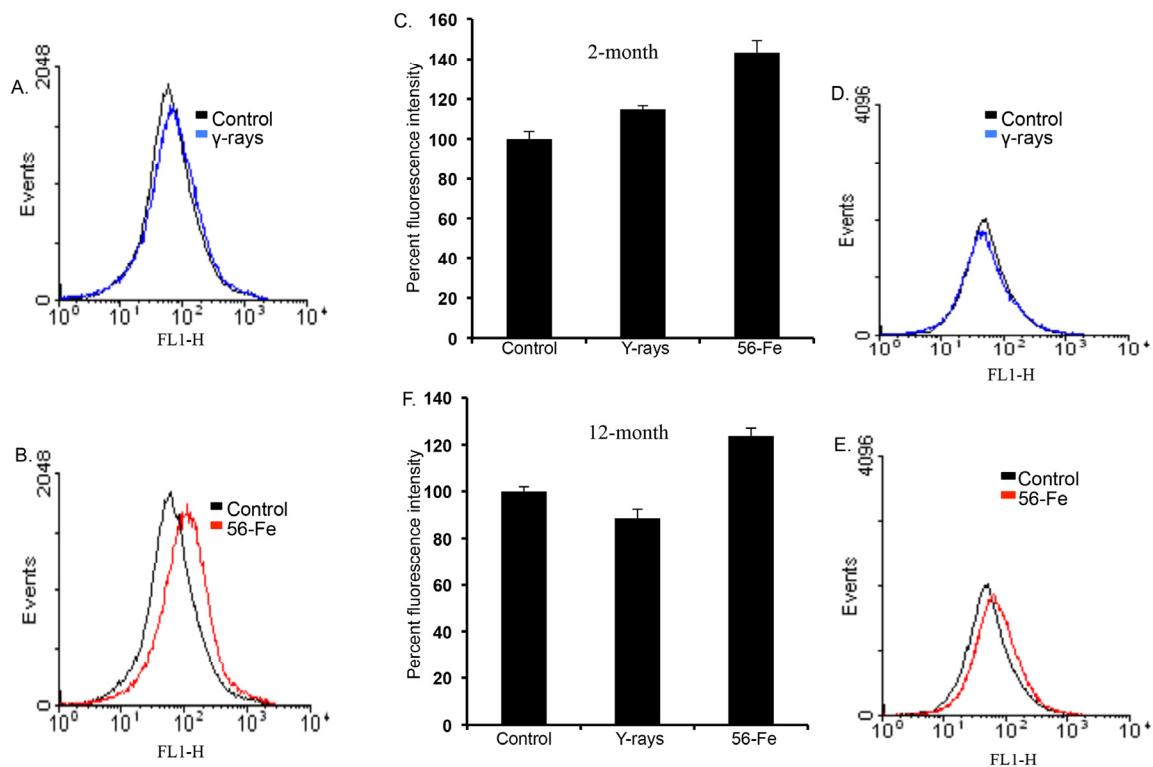 A.
2048
0
Events
Control
γ-rays
10⁰ 10¹ 10² 10³ 10⁴
FL1-H
B.
2048
0
Events
Control
56-Fe
10⁰ 10¹ 10² 10³ 10⁴
FL1-H
C.
2-month
Percent fluorescence intensity
160
140
120
100
80
60
40
20
0
Control Y-rays 56-Fe
F.
12-month
Percent fluorescence intensity
140
120
100
80
60
40
20
0
Control Y-rays 56-Fe
D.
4096
0
Events
Control
γ-rays
10⁰ 10¹ 10² 10³ 10⁴
FL1-H
E.
4096
0
Events
Control
56-Fe
10⁰ 10¹ 10² 10³ 10⁴
FL1-H